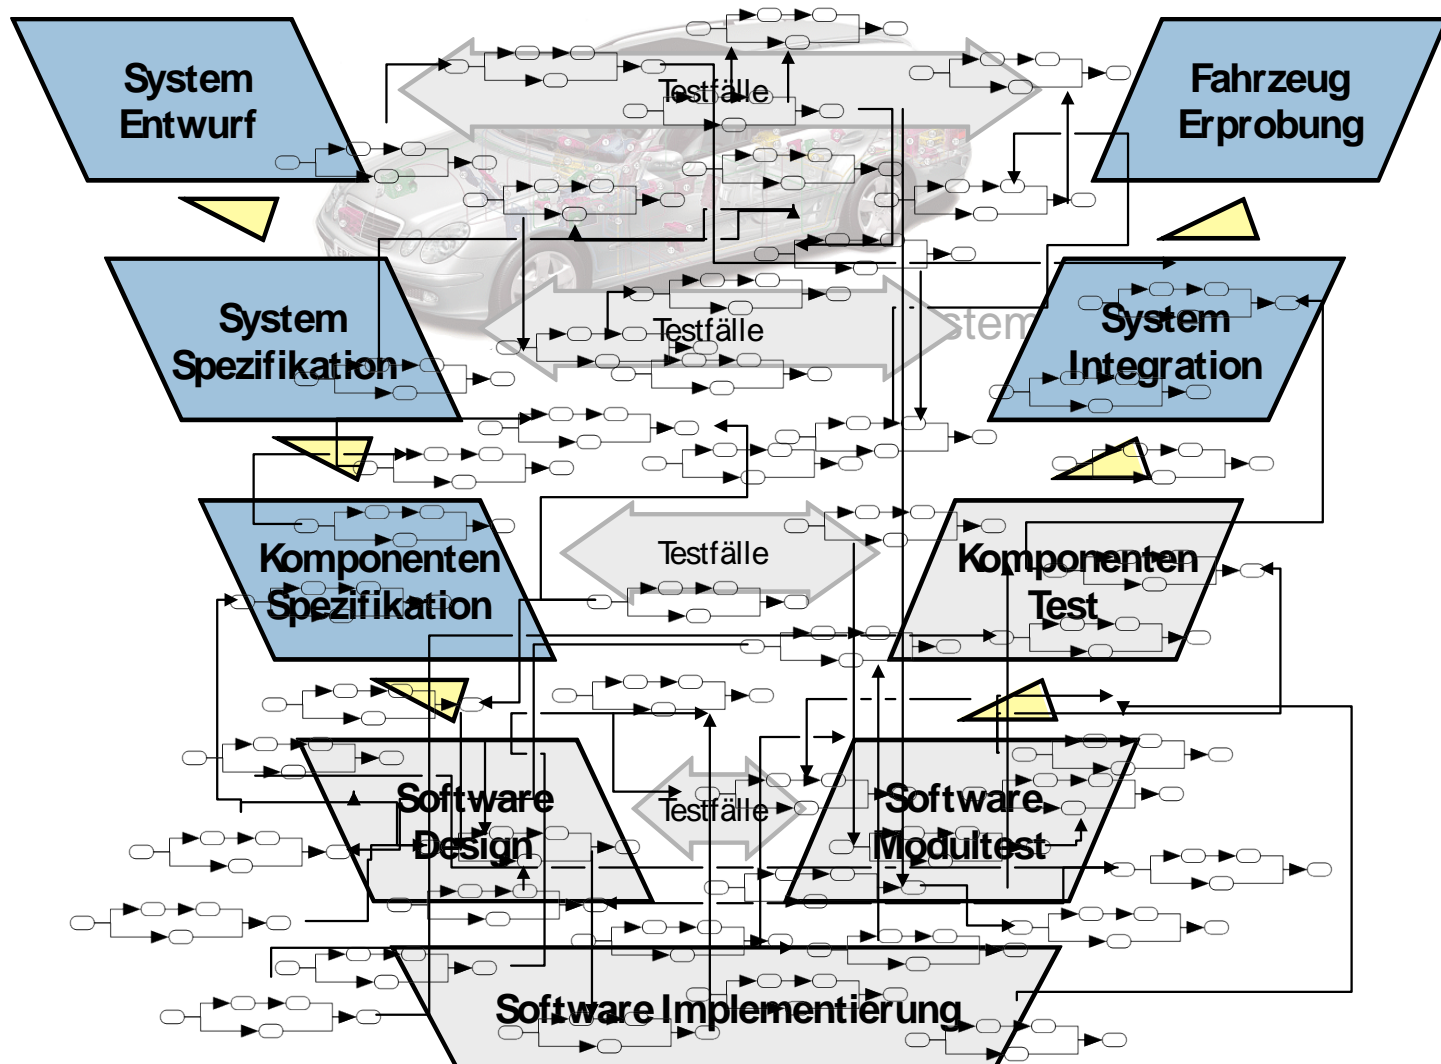 System
Entwurf
Testfälle
Fahrzeug
Erprobung
System
Spezifikation
Testfälle
stem
System
Integration
Komponenten
Spezifikation
Testfälle
Komponenten
Test
Software
Design
Testfälle
Software
Modultest
Software Implementierung